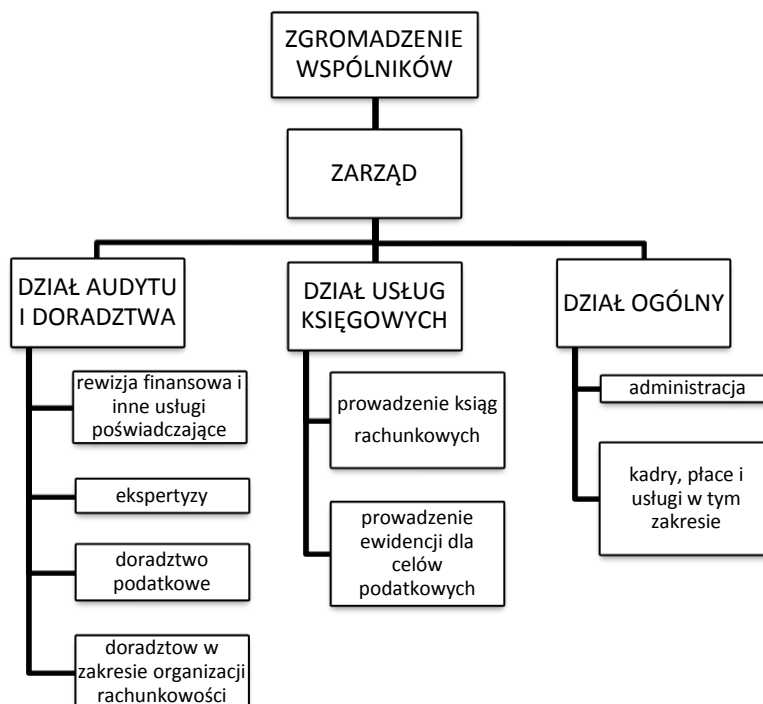 ZGROMADZENIE
WSPÓLNIKÓW
ZARZĄD
DZIAŁ AUDYTU
I DORADZTWA
rewizja finansowa i
inne usługi
poświadczające
ekspertyzy
doradztwo
podatkowe
doradztow w
zakresie organizacji
rachunkowości
DZIAŁ USŁUG
KSIĘGOWYCH
prowadzenie ksiąg
rachunkowych
prowadzenie
ewidencji dla
celów
podatkowych
DZIAŁ OGÓLNY
administracja
kadry, płace i
usługi w tym
zakresie